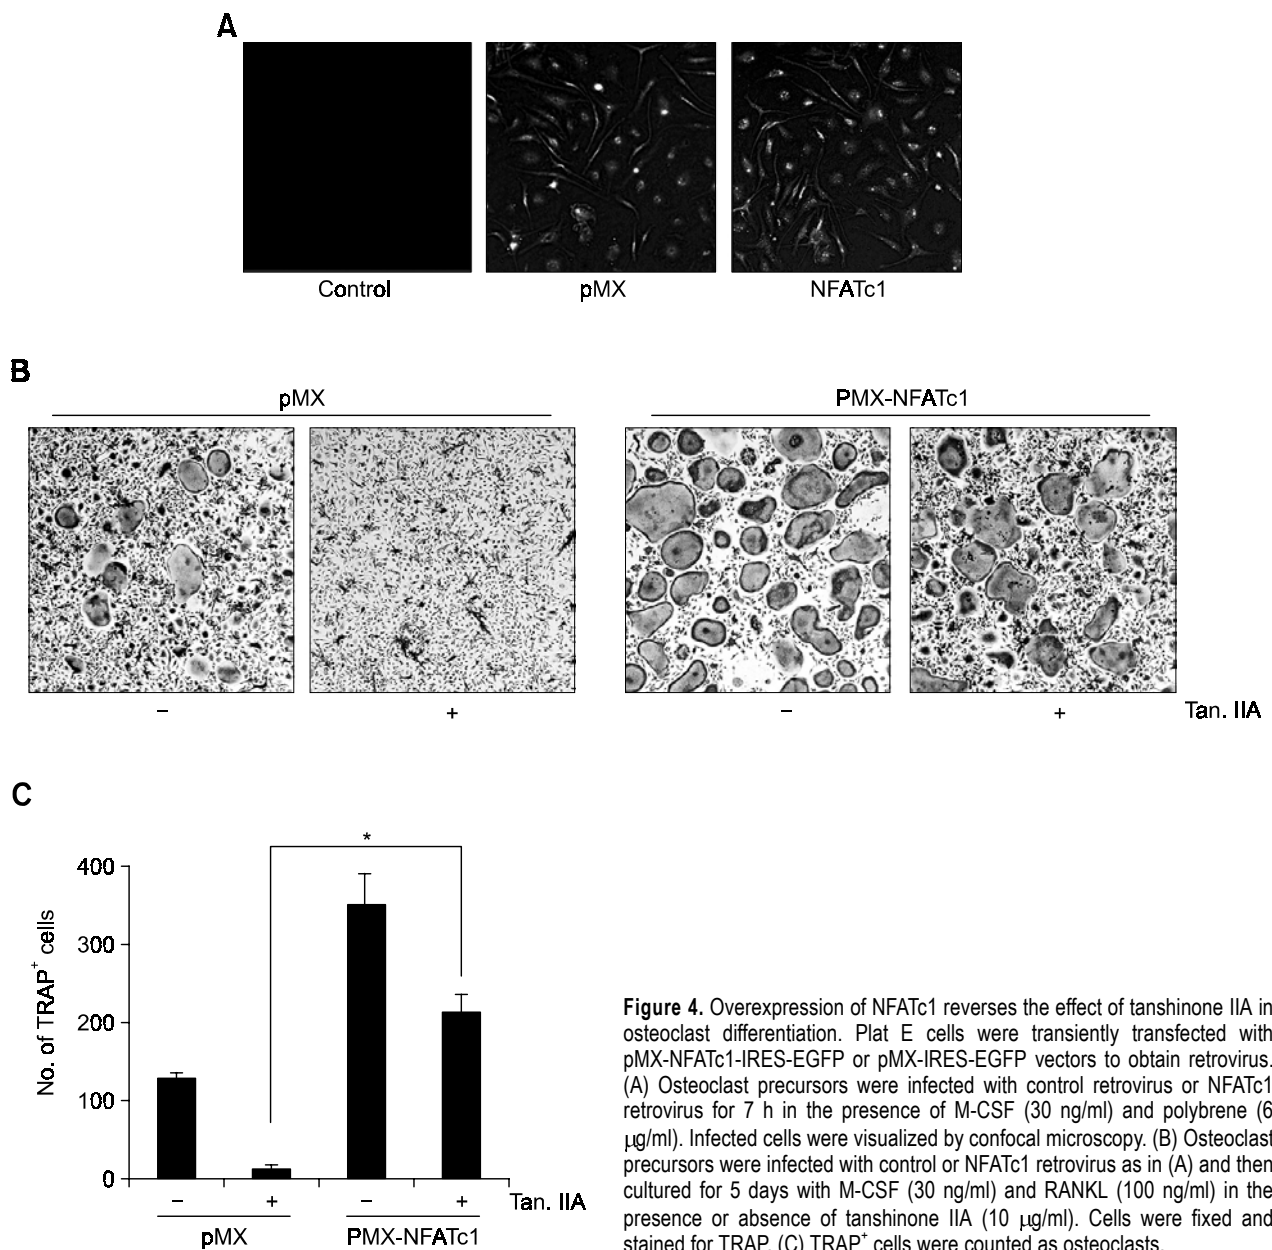 A
Control
pMX
NFATc1
B
pMX
PMX-NFATc1
−
+
−
+
Tan. IIA
C
*
No. of TRAP+ cells
400
300
200
100
0
−
+
−
+
Tan. IIA
pMX
PMX-NFATc1
Figure 4. Overexpression of NFATc1 reverses the effect of tanshinone IIA in
osteoclast differentiation. Plat E cells were transiently transfected with
pMX-NFATc1-IRES-EGFP or pMX-IRES-EGFP vectors to obtain retrovirus.
(A) Osteoclast precursors were infected with control retrovirus or NFATc1
retrovirus for 7 h in the presence of M-CSF (30 ng/ml) and polybrene (6
μg/ml). Infected cells were visualized by confocal microscopy. (B) Osteoclast
precursors were infected with control or NFATc1 retrovirus as in (A) and then
cultured for 5 days with M-CSF (30 ng/ml) and RANKL (100 ng/ml) in the
presence or absence of tanshinone IIA (10 μg/ml). Cells were fixed and
stained for TRAP. (C) TRAP+ cells were counted as osteoclasts.